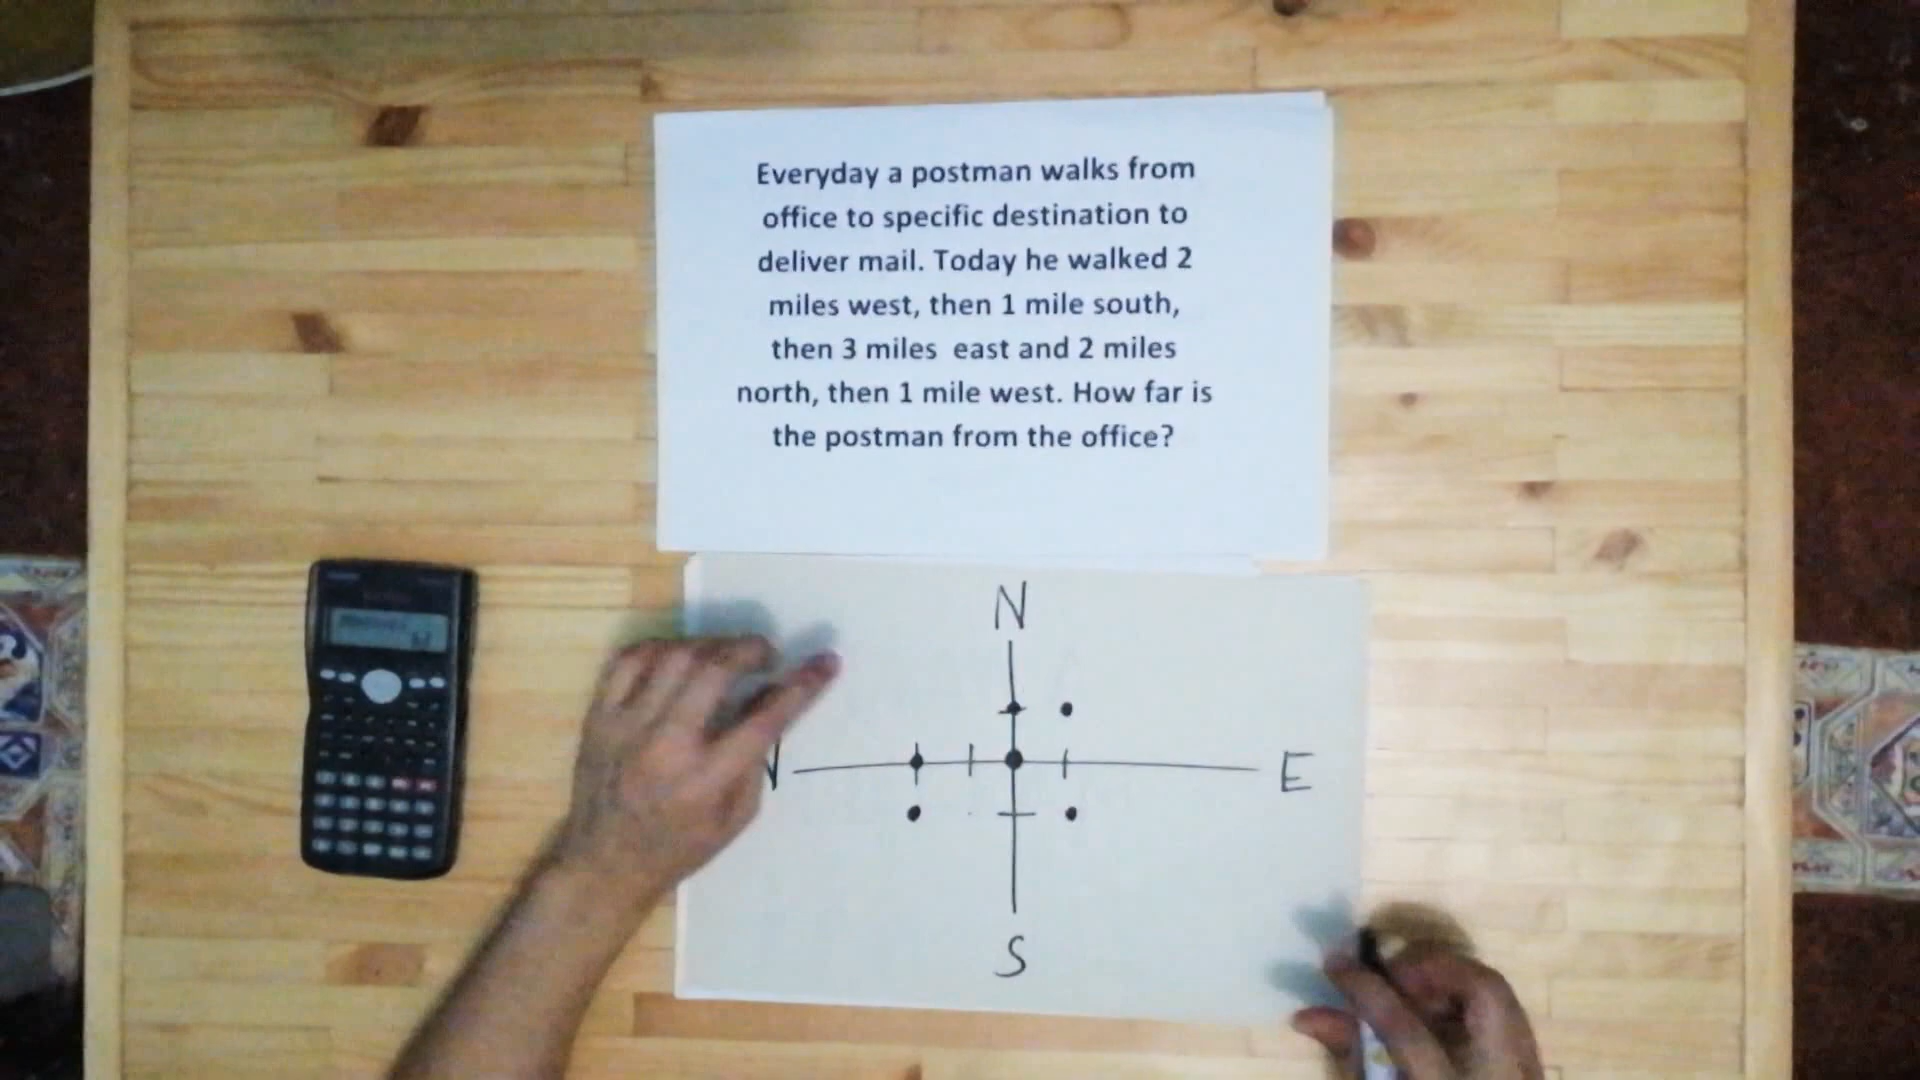 Everyday a postman walks from
office to specific destination to
deliver mail. Today he walked 2
miles west, then 1 mile south,
then 3 miles east and 2 miles
north, then 1 mile west. How far is
the postman from the office?
N
E
S